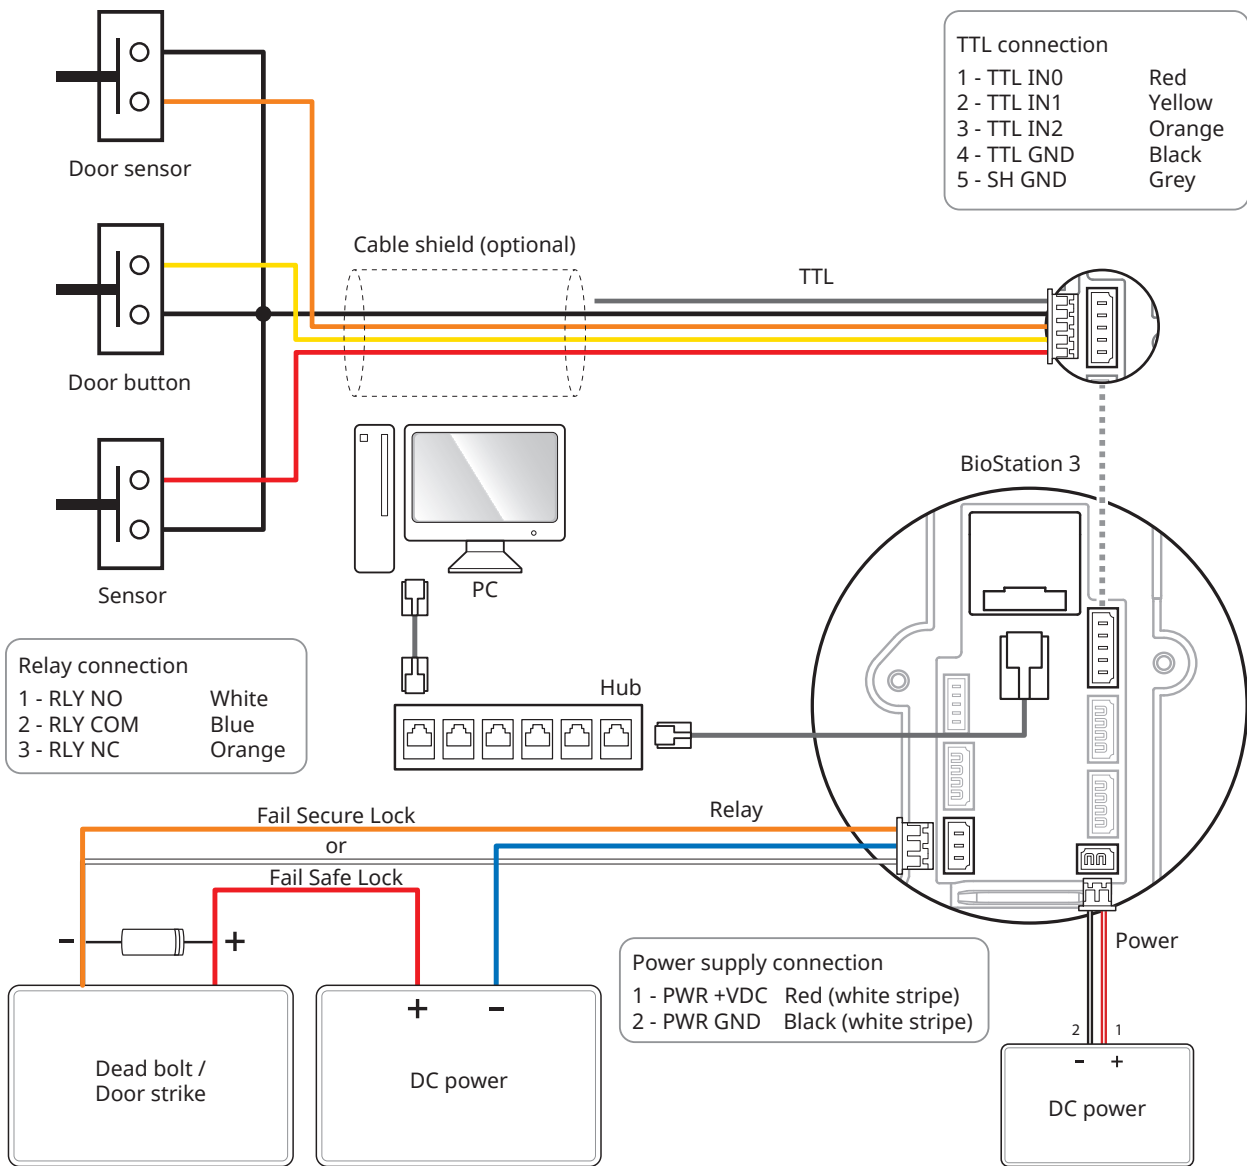 TTL connection
1 - TTL IN0 Red
2 - TTL IN1 Yellow
3 - TTL IN2 Orange
4 - TTL GND Black
5 - SH GND Grey
Door sensor
Cable shield (optional)
TTL
Door button
BioStation 3
PC
Sensor
Relay connection
1 - RLY NO White
2 - RLY COM Blue
3 - RLY NC Orange
Hub
Fail Secure Lock
Relay
or
Fail Safe Lock
- +
Power
Power supply connection
1 - PWR +VDC Red (white stripe)
2 - PWR GND Black (white stripe)
+ -
2 1
- +
Dead bolt /
Door strike
DC power
DC power